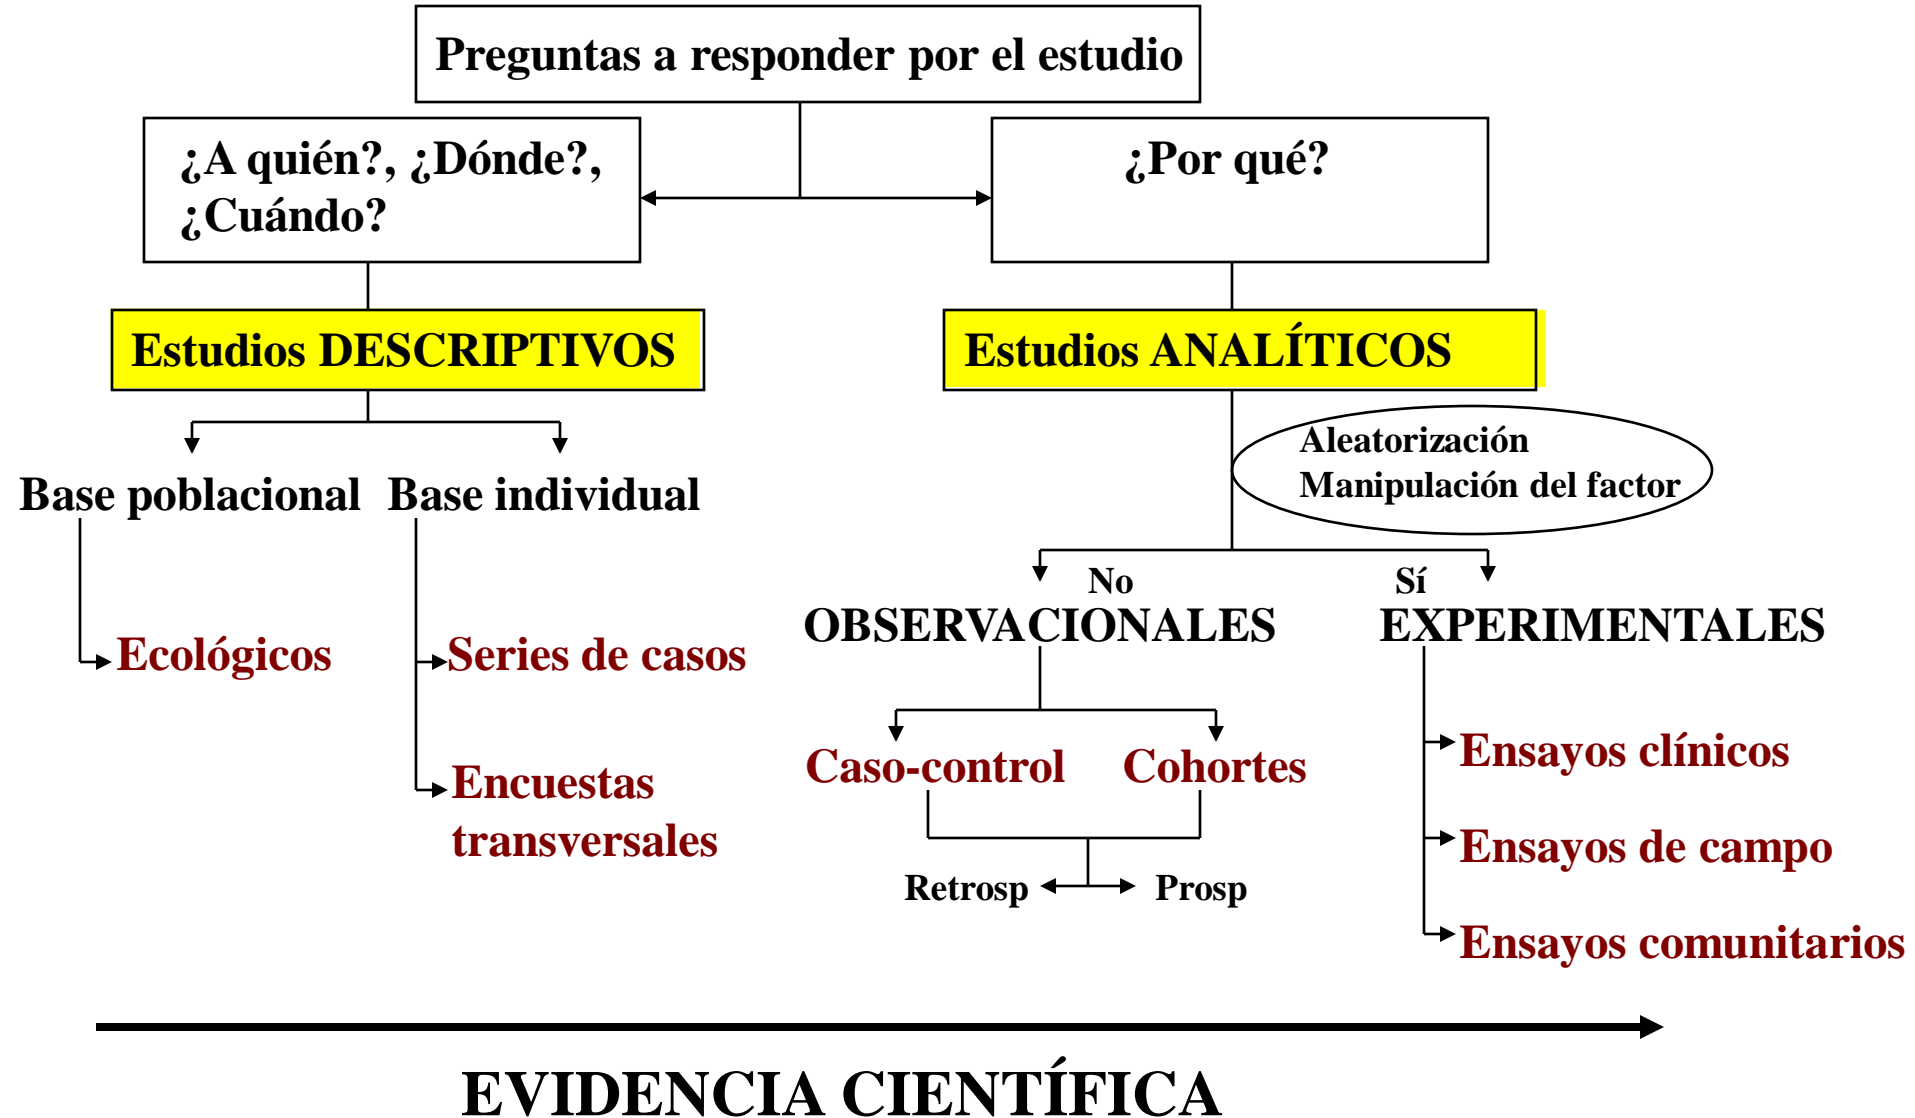 Preguntas a responder por el estudio
¿A quién?, ¿Dónde?,
¿Cuándo?
¿Por qué?
Estudios DESCRIPTIVOS
Estudios ANALÍTICOS
Aleatorización
Manipulación del factor
Base poblacional
Base individual
No
Sí
OBSERVACIONALES
EXPERIMENTALES
Ecológicos
Series de casos
Encuestas
transversales
Caso-control
Cohortes
Retrosp
Prosp
Ensayos clínicos
Ensayos de campo
Ensayos comunitarios
EVIDENCIA CIENTÍFICA